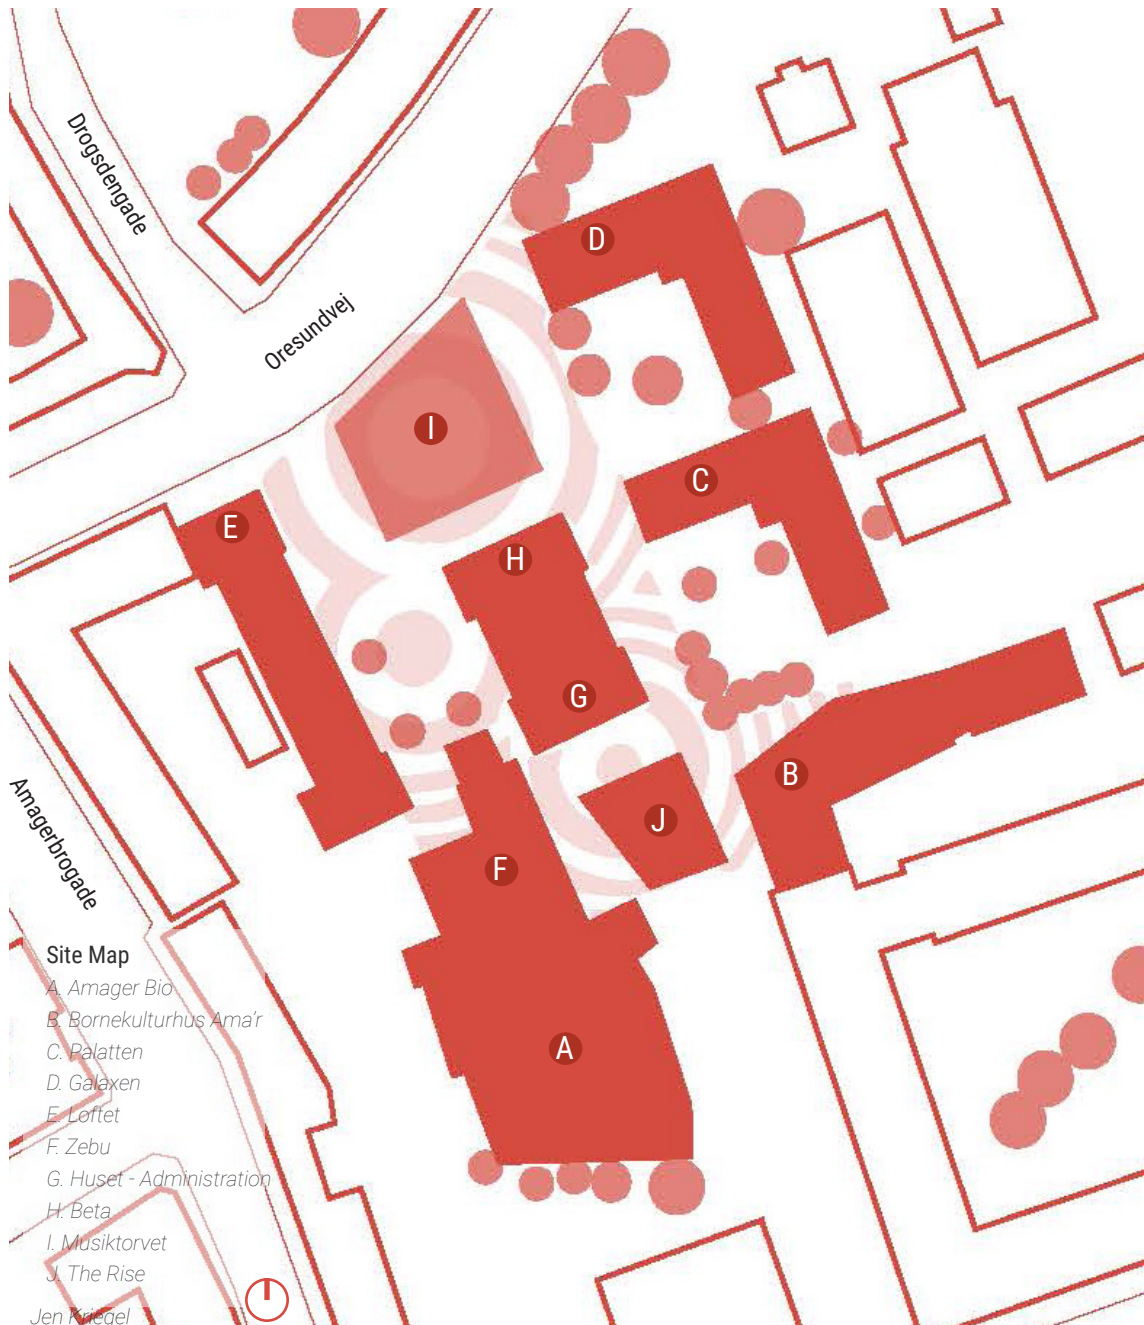 Drogsdengade
Oresundvej
D
I
C
E
H
G
B
J
F
A
Amagerbrogade
Site Map
A. Amager Bio
B. Bornekulturhus Ama'r
C. Palatten
D. Galaxen
E. Loftet
F. Zebu
G. Huset - Administration
H. Beta
I. Musiktorvet
J. The Rise
Jen Kriegel